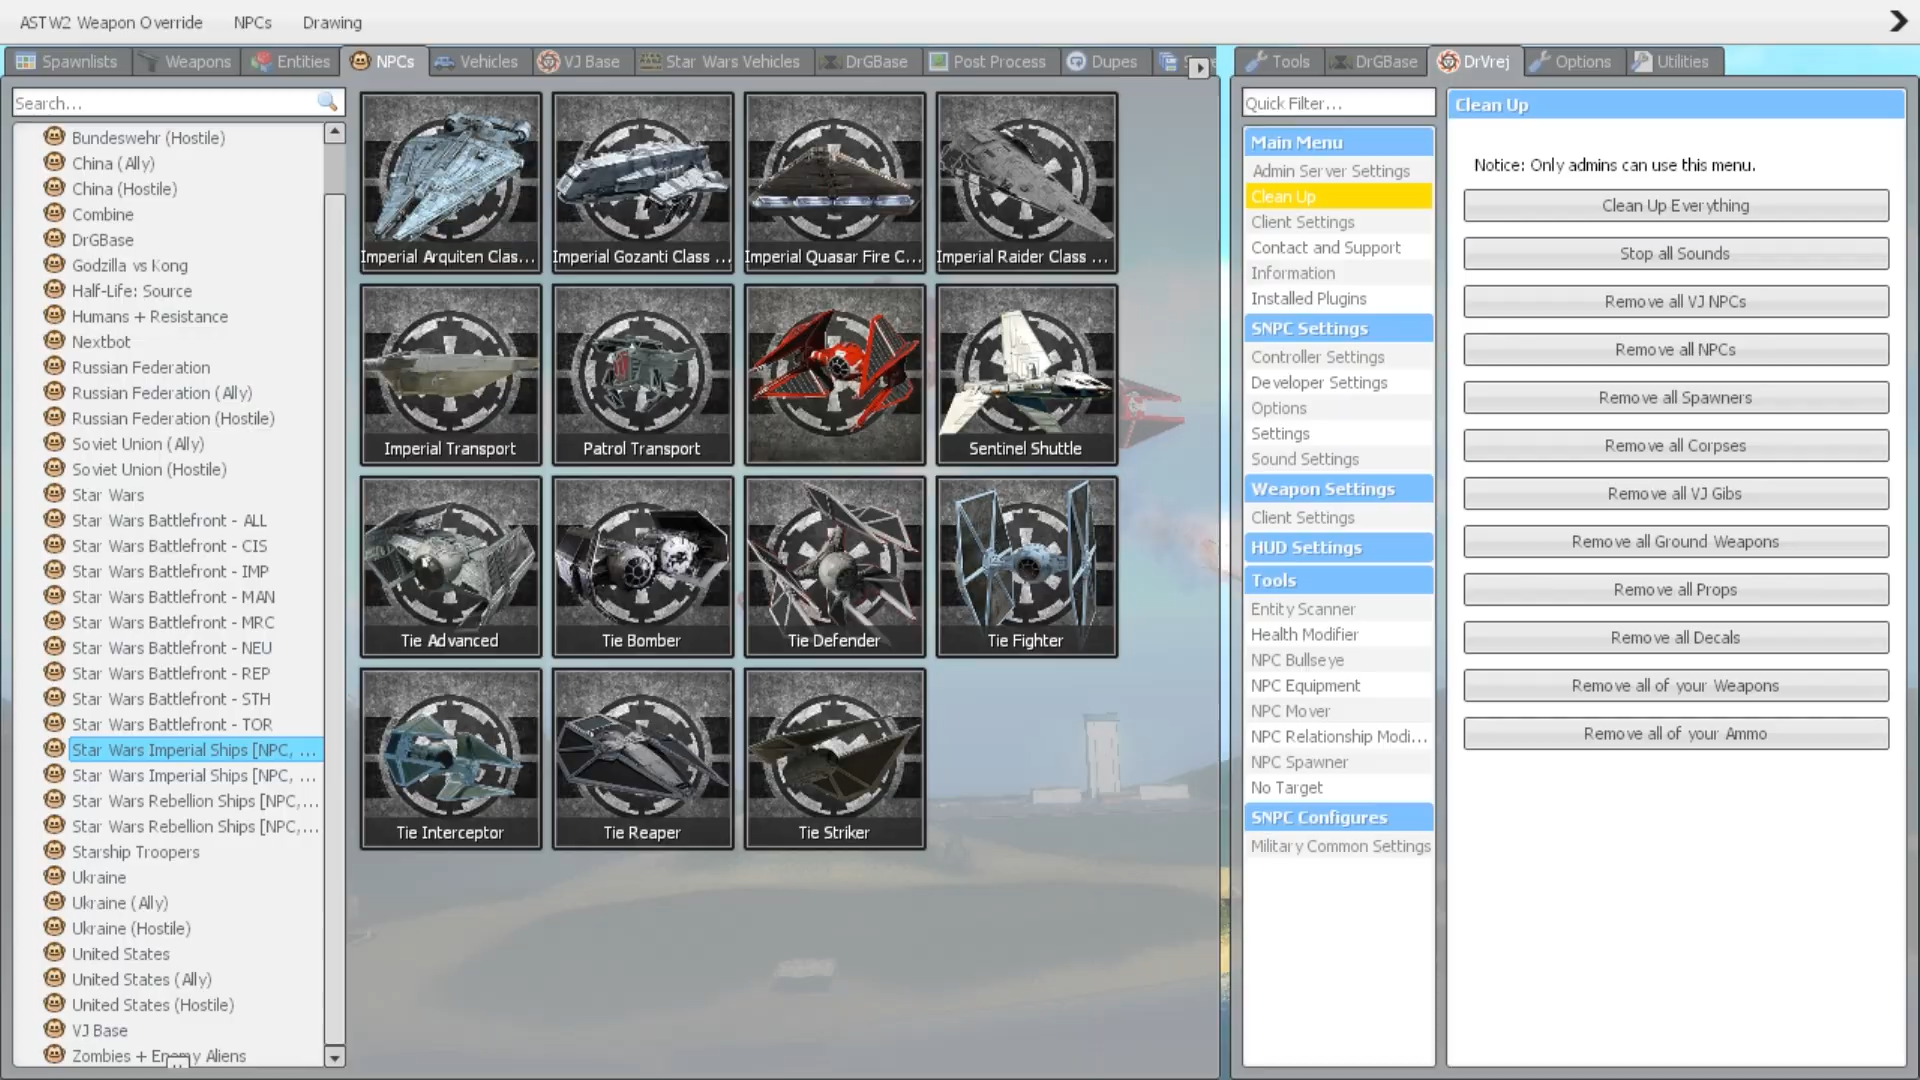 ASTW2 Weapon Override NPCs Drawing
Spawnlists Weapons Entities NPCs Vehicles VJ Base Star Wars Vehicles DrGBase Post Process Dupes
Search...
Bundeswehr (Hostile)
China (Ally)
China (Hostile)
Combine
DrGBase
Godzilla vs Kong
Half-Life: Source
Humans + Resistance
Nextbot
Russian Federation
Russian Federation (Ally)
Russian Federation (Hostile)
Soviet Union (Ally)
Soviet Union (Hostile)
Star Wars
Star Wars Battlefront - ALL
Star Wars Battlefront - CIS
Star Wars Battlefront - IMP
Star Wars Battlefront - MAN
Star Wars Battlefront - MRC
Star Wars Battlefront - NEU
Star Wars Battlefront - REP
Star Wars Battlefront - STH
Star Wars Battlefront - TOR
Star Wars Imperial Ships [NPC, ...
Star Wars Imperial Ships [NPC, ...
Star Wars Rebellion Ships [NPC,...
Star Wars Rebellion Ships [NPC,...
Starship Troopers
Ukraine
Ukraine (Ally)
Ukraine (Hostile)
United States
United States (Ally)
United States (Hostile)
VJ Base
Zombies + Enemy Aliens
Imperial Arquiten Clas...
Imperial Gozanti Class ...
Imperial Quasar Fire C...
Imperial Raider Class ...
Imperial Transport
Patrol Transport
Sentinel Shuttle
Tie Advanced
Tie Bomber
Tie Defender
Tie Fighter
Tie Interceptor
Tie Reaper
Tie Striker
Tools DrGBase DrVrej Options Utilities
Quick Filter...
Main Menu
Admin Server Settings
Clean Up
Client Settings
Contact and Support
Information
Installed Plugins
SNPC Settings
Controller Settings
Developer Settings
Options
Settings
Sound Settings
Weapon Settings
Client Settings
HUD Settings
Tools
Entity Scanner
Health Modifier
NPC Bullseye
NPC Equipment
NPC Mover
NPC Relationship Modi...
NPC Spawner
No Target
SNPC Configures
Military Common Settings
Clean Up
Notice: Only admins can use this menu.
Clean Up Everything
Stop all Sounds
Remove all VJ NPCs
Remove all NPCs
Remove all Spawners
Remove all Corpses
Remove all VJ Gibs
Remove all Ground Weapons
Remove all Props
Remove all Decals
Remove all of your Weapons
Remove all of your Ammo